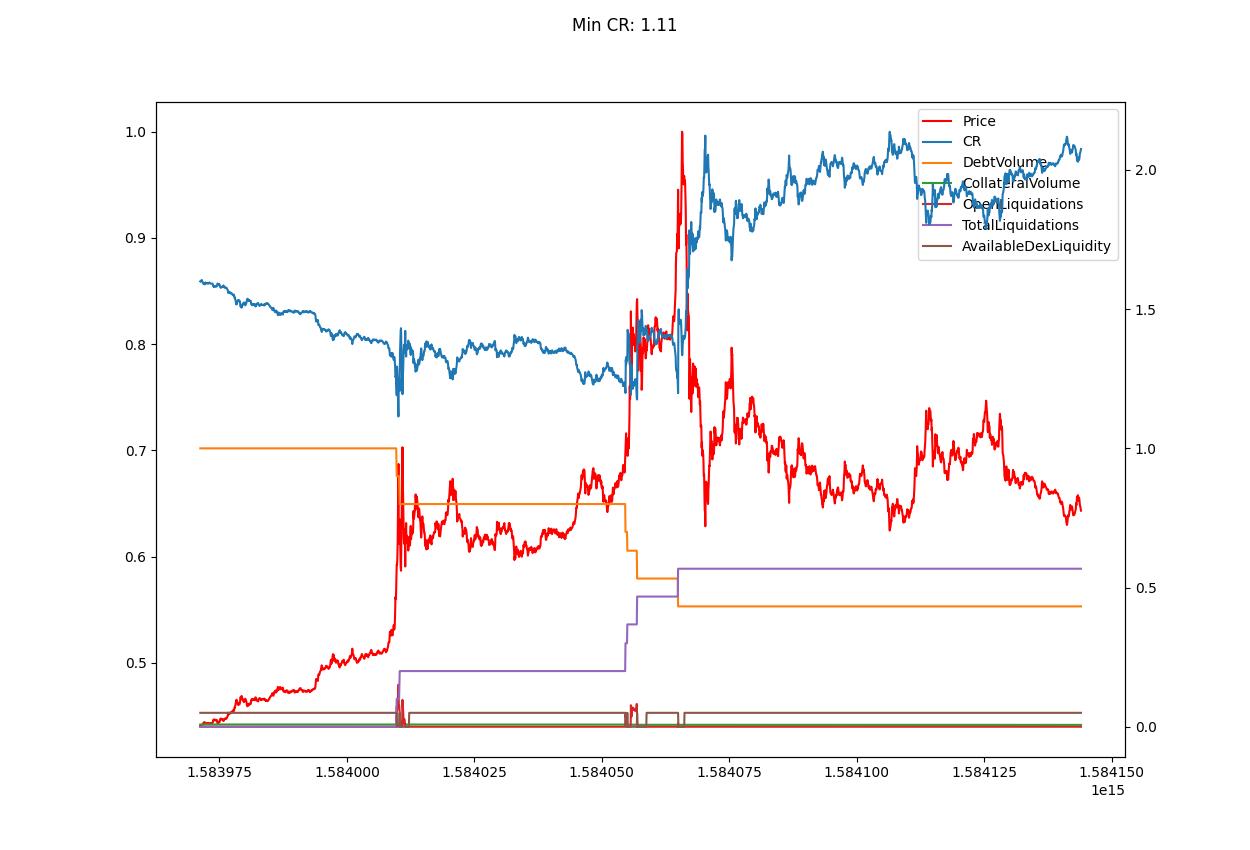 Min CR: 1.11
1.0
0.9
0.8
0.7
0.6
0.5
Price
CR
DebtVolume
CollateralVolume
OpenLiquidations
TotalLiquidations
AvailableDexLiquidity
2.0
1.5
1.0
0.5
0.0
1.583975
1.584000
1.584025
1.584050
1.584075
1.584100
1.584125
1.584150
1e15